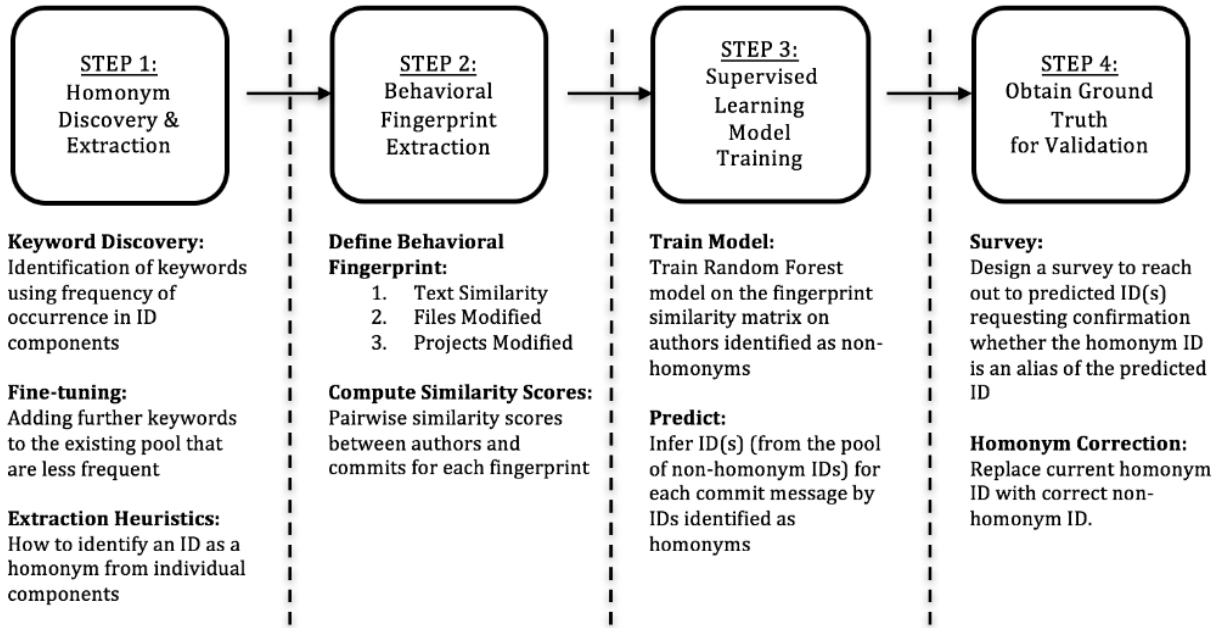 STEP 1:
Homonym
Discovery &
Extraction
STEP 2:
Behavioral
Fingerprint
Extraction
STEP 3:
Supervised
Learning
Model
Training
STEP 4:
Obtain Ground
Truth
for Validation
Keyword Discovery:
Identification of keywords
using frequency of
occurrence in ID
components
Fine-tuning:
Adding further keywords
to the existing pool that
are less frequent
Extraction Heuristics:
How to identify an ID as a
homonym from individual
components
Define Behavioral
Fingerprint:
1. Text Similarity
2. Files Modified
3. Projects Modified
Compute Similarity Scores:
Pairwise similarity scores
between authors and
commits for each fingerprint
Train Model:
Train Random Forest
model on the fingerprint
similarity matrix on
authors identified as non-
homonyms
Predict:
Infer ID(s) (from the pool
of non-homonym IDs) for
each commit message by
IDs identified as
homonyms
Survey:
Design a survey to reach
out to predicted ID(s)
requesting confirmation
whether the homonym ID
is an alias of the predicted
ID
Homonym Correction:
Replace current homonym
ID with correct non-
homonym ID.